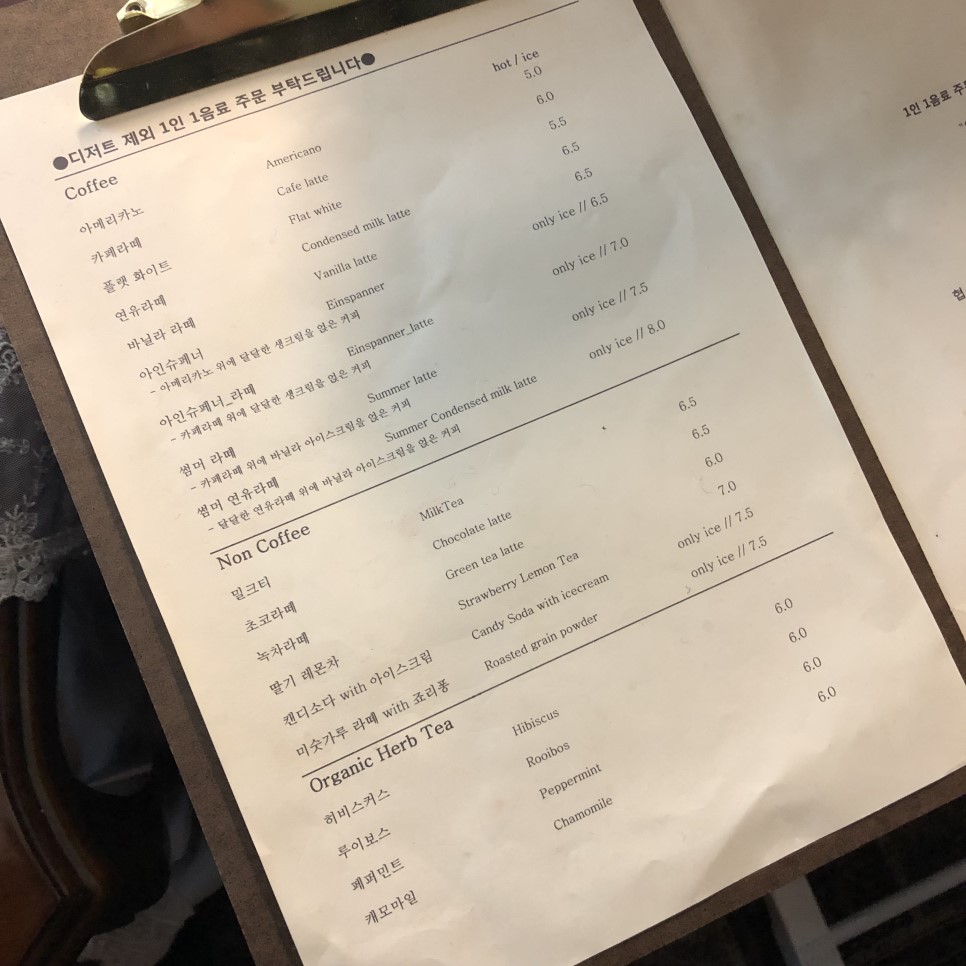 ●디저트 제외 1인 1음료 주문 부탁드립니다●
Coffee hot / ice
아메리카노 Americano 5.0
카페라떼 Cafe latte 6.0
플랫 화이트 Flat white 5.5
연유라떼 Condensed milk latte 6.5
바닐라 라떼 Vanilla latte 6.5
아인슈페너 Einspanner only ice // 6.5
- 아메리카노 위에 달달한 생크림을 얹은 커피
아인슈페너_라떼 Einspanner_latte only ice // 7.0
- 카페라떼 위에 달달한 생크림을 얹은 커피
썸머 라떼 Summer latte only ice // 7.5
- 카페라떼 위에 바닐라 아이스크림을 얹은 커피
썸머 연유라떼 Summer Condensed milk latte only ice // 8.0
- 달달한 연유라떼 위에 바닐라 아이스크림을 얹은 커피
Non Coffee
밀크티 MilkTea 6.5
초코라떼 Chocolate latte 6.5
녹차라떼 Green tea latte 6.0
딸기 레몬차 Strawberry Lemon Tea 7.0
캔디소다 with 아이스크림 Candy Soda with icecream only ice // 7.5
미숫가루 라떼 with 죠리퐁 Roasted grain powder only ice // 7.5
Organic Herb Tea
히비스커스 Hibiscus 6.0
루이보스 Rooibos 6.0
페퍼민트 Peppermint 6.0
캐모마일 Chamomile 6.0
1인 1음료